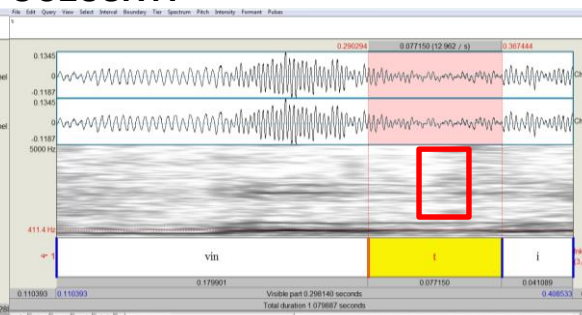 File Edit Query View Select Interval Boundary Tier Spectrum Pitch Intensity Formant Pulses
0.290294 0.077150 (12.962 / s) 0.367444
0.1345
0
-0.1187
0.1345
0
-0.1187
5000 Hz
411.4 Hz
1 vin t i
0.179901 0.077150 0.041089
0.110393 0.110393 Visible part 0.298140 seconds 0.408533
Total duration 1.079887 seconds